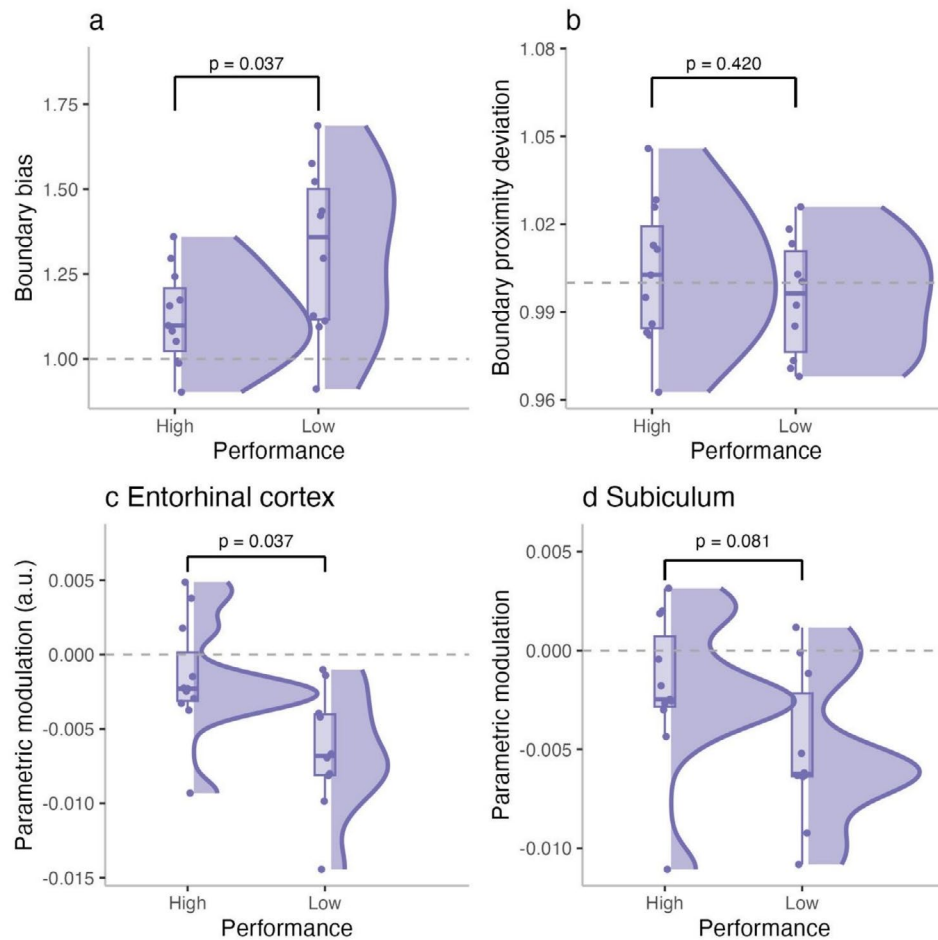 a
p = 0.037
1.75
1.50
1.25
1.00
Boundary bias
High
Low
Performance
b
p = 0.420
1.08
1.05
1.02
0.99
0.96
Boundary proximity deviation
High
Low
Performance
c Entorhinal cortex
p = 0.037
0.005
0.000
-0.005
-0.010
-0.015
Parametric modulation (a.u.)
High
Low
Performance
d Subiculum
p = 0.081
0.005
0.000
-0.005
-0.010
Parametric modulation
High
Low
Performance